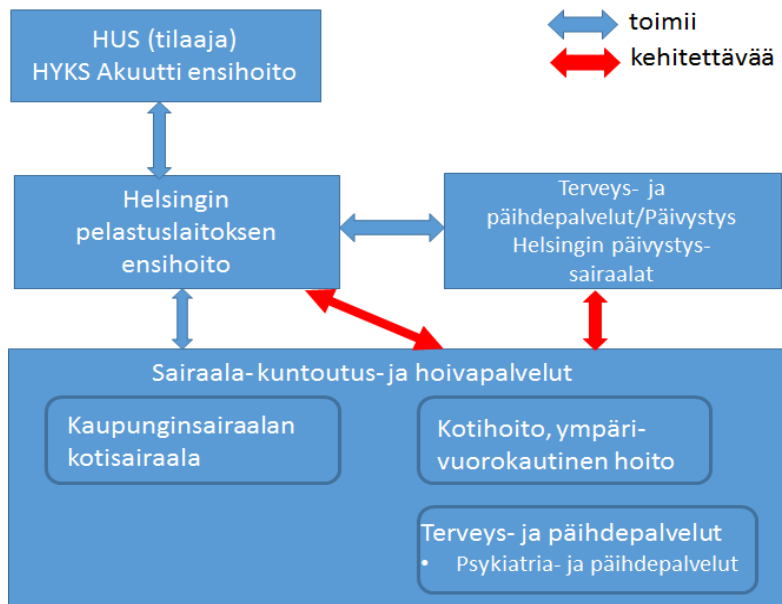 HUS (tilaaja)
HYKS Akuutti ensihoito
toimii
kehitettävää
Helsingin
pelastuslaitoksen
ensihoito
Terveys- ja
päihdepalvelut/Päivystys
Helsingin päivystys-
sairaalat
Sairaala- kuntoutus- ja hoivapalvelut
Kaupunginsairaalan
kotisairaala
Kotihoito, ympäri-
vuorokautinen hoito
Terveys- ja päihdepalvelut
• Psykiatria- ja päihdepalvelut